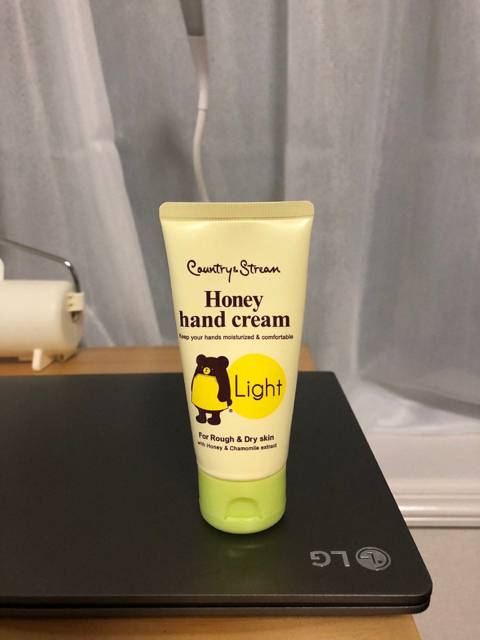 Country & Stream
Honey
hand cream
Keep your hands moisturized & comfortable
Light
For Rough & Dry skin
with Honey & Chamomile extract
LG